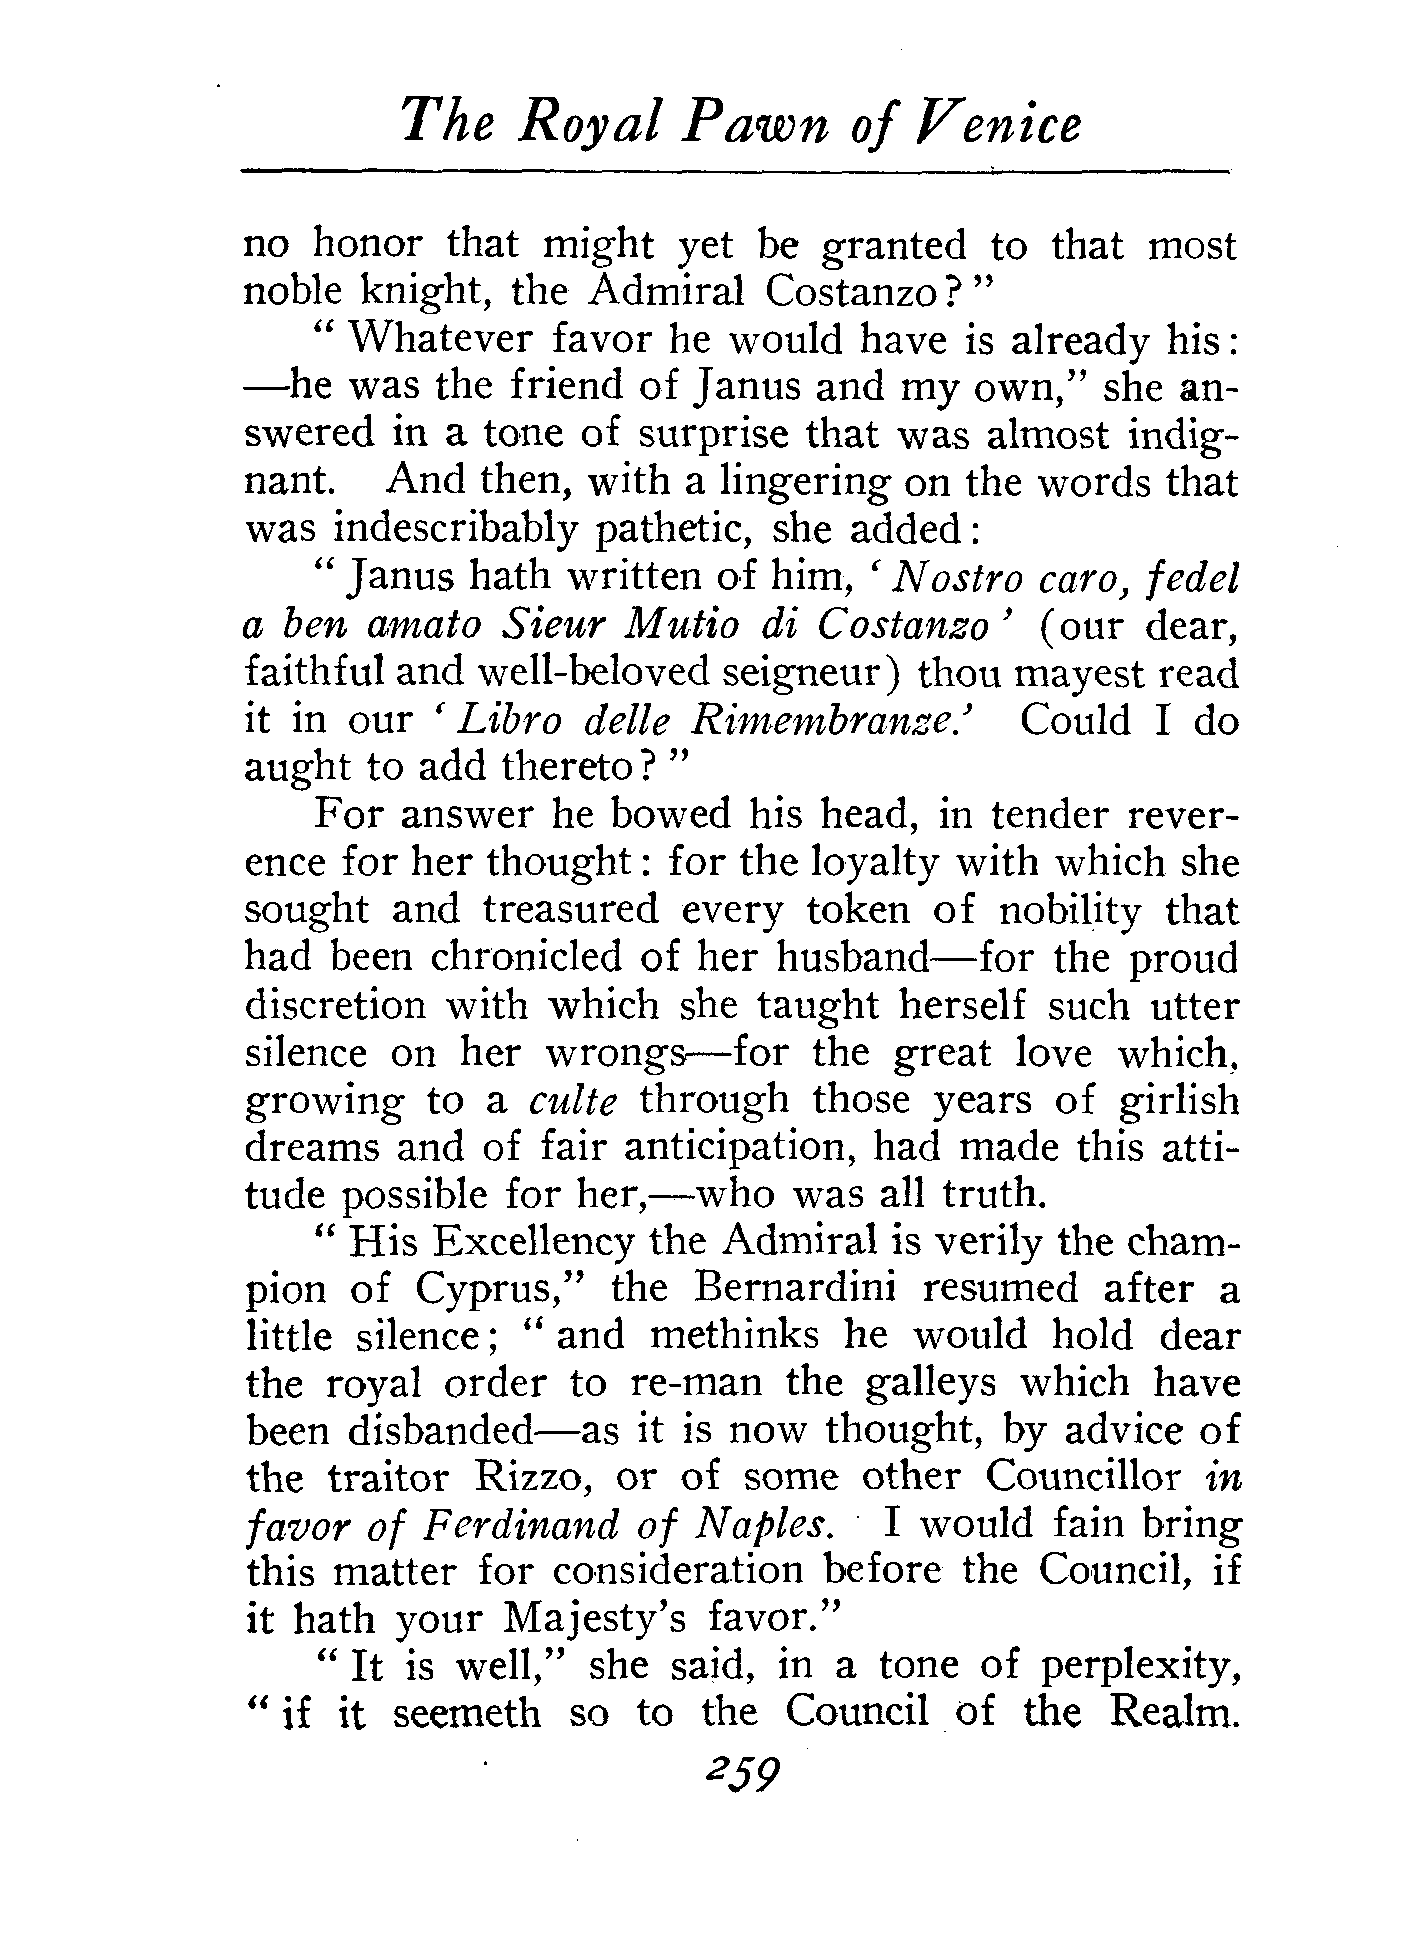 The Royal Pawn of Venice
no honor that might yet be granted to that most
noble knight, the Admiral Costanzo? "
" Whatever favor he would have is already his:
—he was the friend of Janus and my own," she an-
swered in a tone of surprise that was almost indig-
nant. And then, with a lingering on the words that
was indescribably pathetic, she added:
" Janus hath written of him, ' Nostro caro, fedel
a ben amato Sieur Mutio di Costanzo ' (our dear,
faithful and well-beloved seigneur) thou mayest read
it in our ' Libro delle Rimembranze.' Could I do
aught to add thereto? "
For answer he bowed his head, in tender rever-
ence for her thought: for the loyalty with which she
sought and treasured every token of nobility that
had been chronicled of her husband—for the proud
discretion with which she taught herself such utter
silence on her wrongs—for the great love which,
growing to a culte through those years of girlish
dreams and of fair anticipation, had made this atti-
tude possible for her,—who was all truth.
" His Excellency the Admiral is verily the cham-
pion of Cyprus," the Bernardini resumed after a
little silence; " and methinks he would hold dear
the royal order to re-man the galleys which have
been disbanded—as it is now thought, by advice of
the traitor Rizzo, or of some other Councillor in
favor of Ferdinand of Naples. I would fain bring
this matter for consideration before the Council, if
it hath your Majesty's favor."
" It is well," she said, in a tone of perplexity,
" if it seemeth so to the Council of the Realm.
259